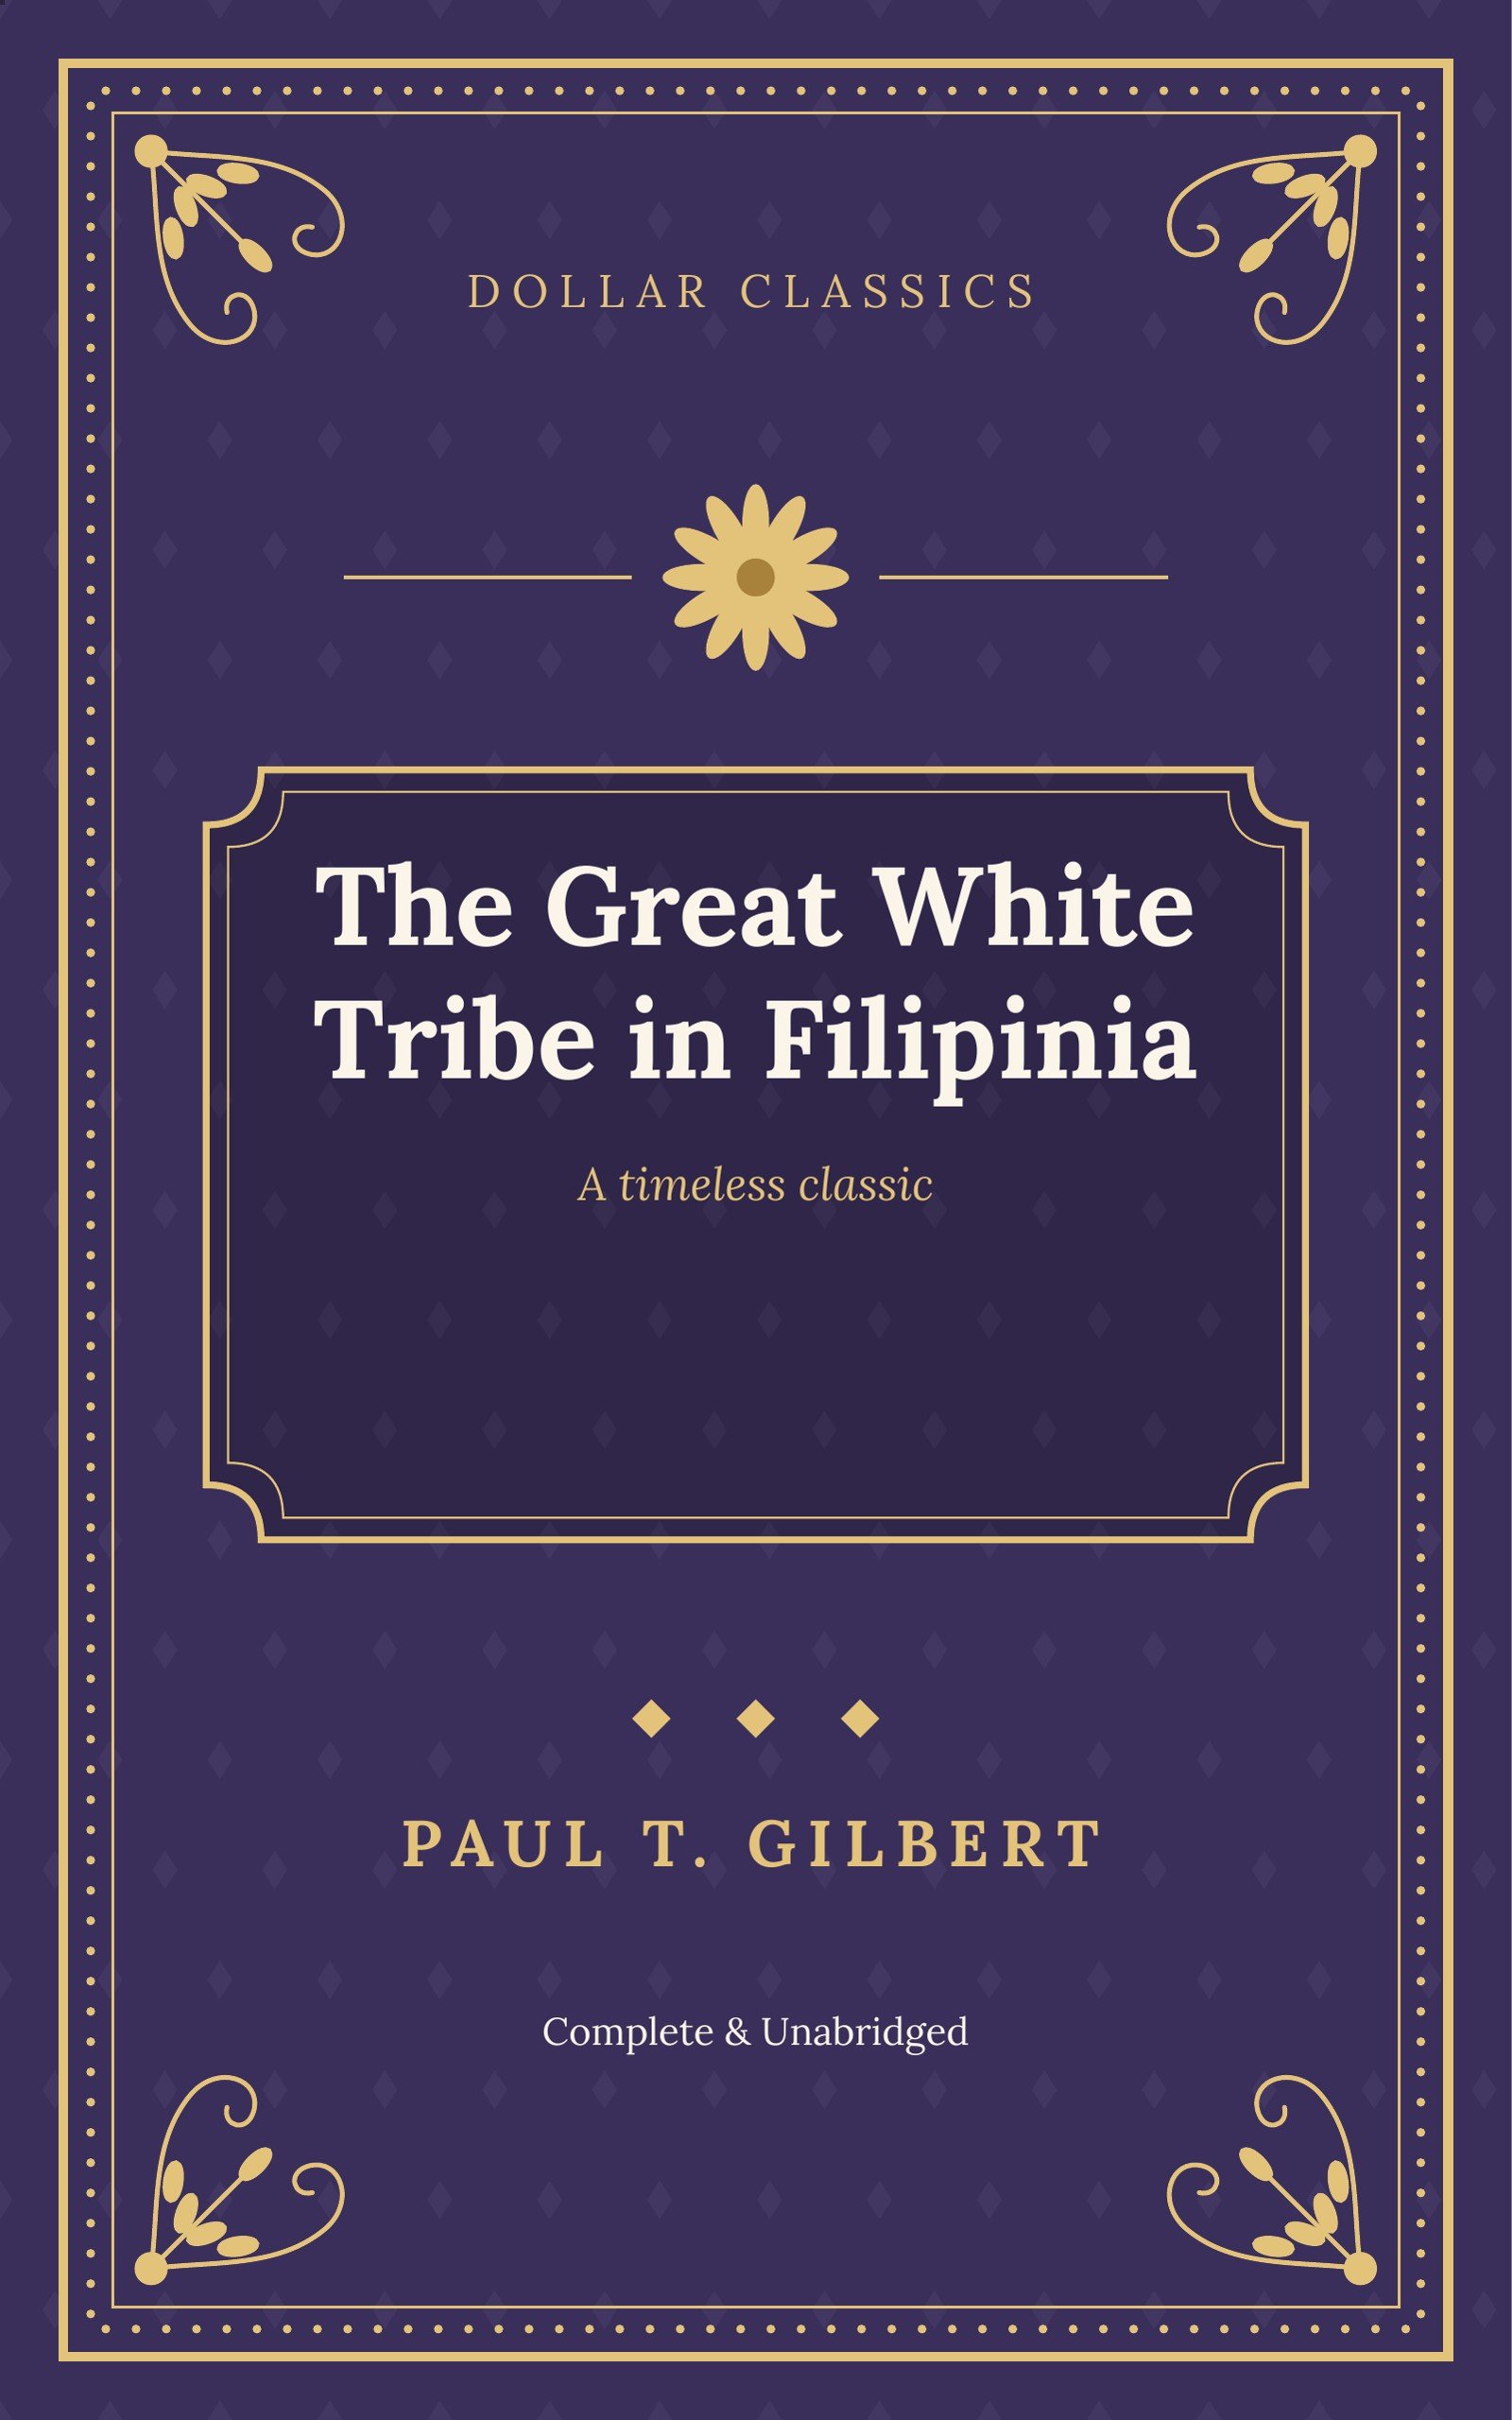 DOLLAR CLASSICS
The Great White
Tribe in Filipinia
A timeless classic
PAUL T. GILBERT
Complete & Unabridged